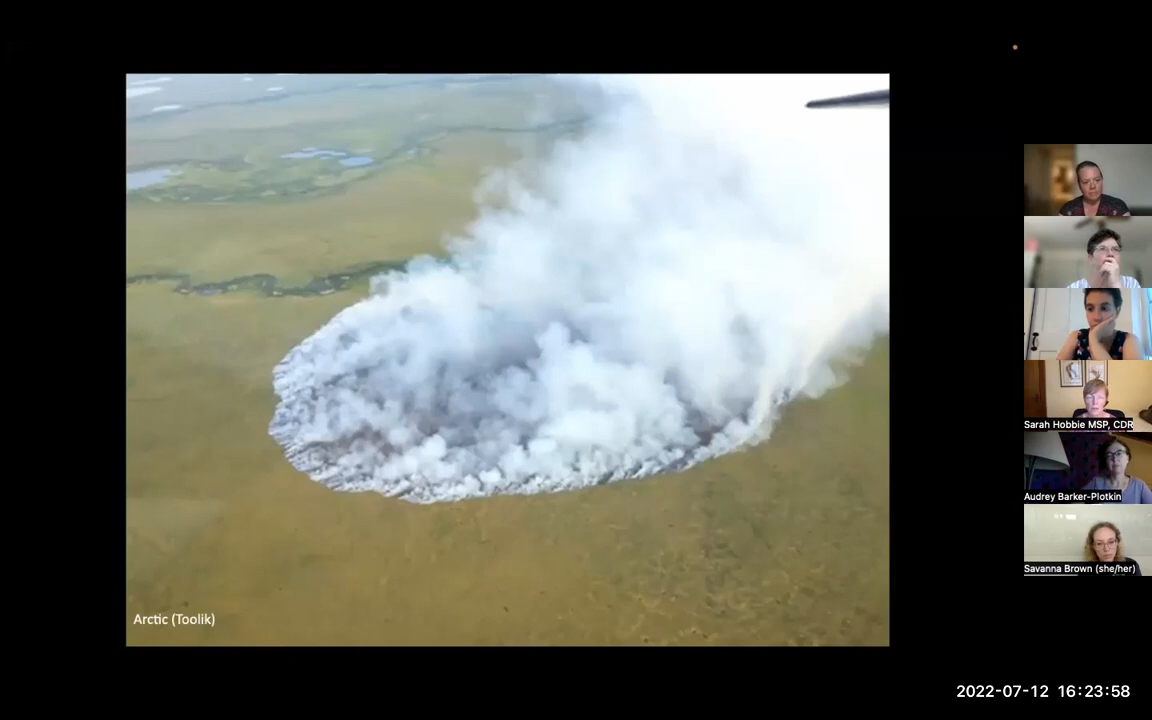 Sarah Hobbie MSP, CDR
Audrey Barker-Plotkin
Savanna Brown (she/her)
Arctic (Toolik)
2022-07-12 16:23:58